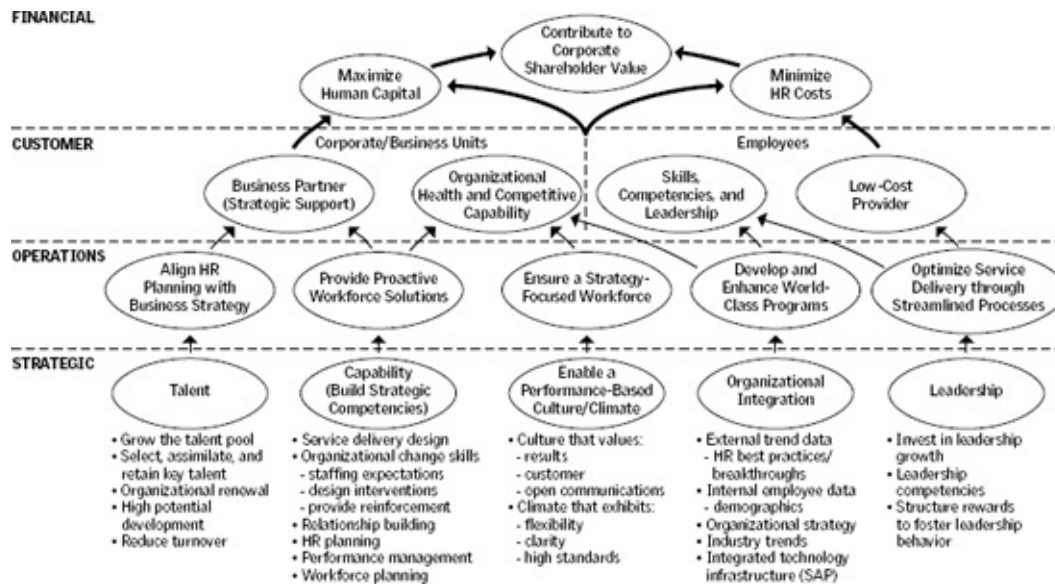 FINANCIAL
Contribute to
Corporate
Shareholder Value
Maximize
Human Capital
Minimize
HR Costs
CUSTOMER
Corporate/Business Units
Employees
Business Partner
(Strategic Support)
Organizational
Health and Competitive
Capability
Skills,
Competencies, and
Leadership
Low-Cost
Provider
OPERATIONS
Align HR
Planning with
Business Strategy
Provide Proactive
Workforce Solutions
Ensure a Strategy-
Focused Workforce
Develop and
Enhance World-
Class Programs
Optimize Service
Delivery through
Streamlined Processes
STRATEGIC
Talent
• Grow the talent pool
• Select, assimilate, and
retain key talent
• Organizational renewal
• High potential
development
• Reduce turnover
Capability
(Build Strategic
Competencies)
• Service delivery design
• Organizational change skills
- staffing expectations
- design interventions
- provide reinforcement
• Relationship building
• HR planning
• Performance management
• Workforce planning
Enable a
Performance-Based
Culture/Climate
• Culture that values:
- results
- customer
- open communications
• Climate that exhibits:
- flexibility
- clarity
- high standards
Organizational
Integration
• External trend data
- HR best practices/
breakthroughs
• Internal employee data
- demographics
• Organizational strategy
• Industry trends
• Integrated technology
infrastructure (SAP)
Leadership
• Invest in leadership
growth
• Leadership
competencies
• Structure rewards
to foster leadership
behavior